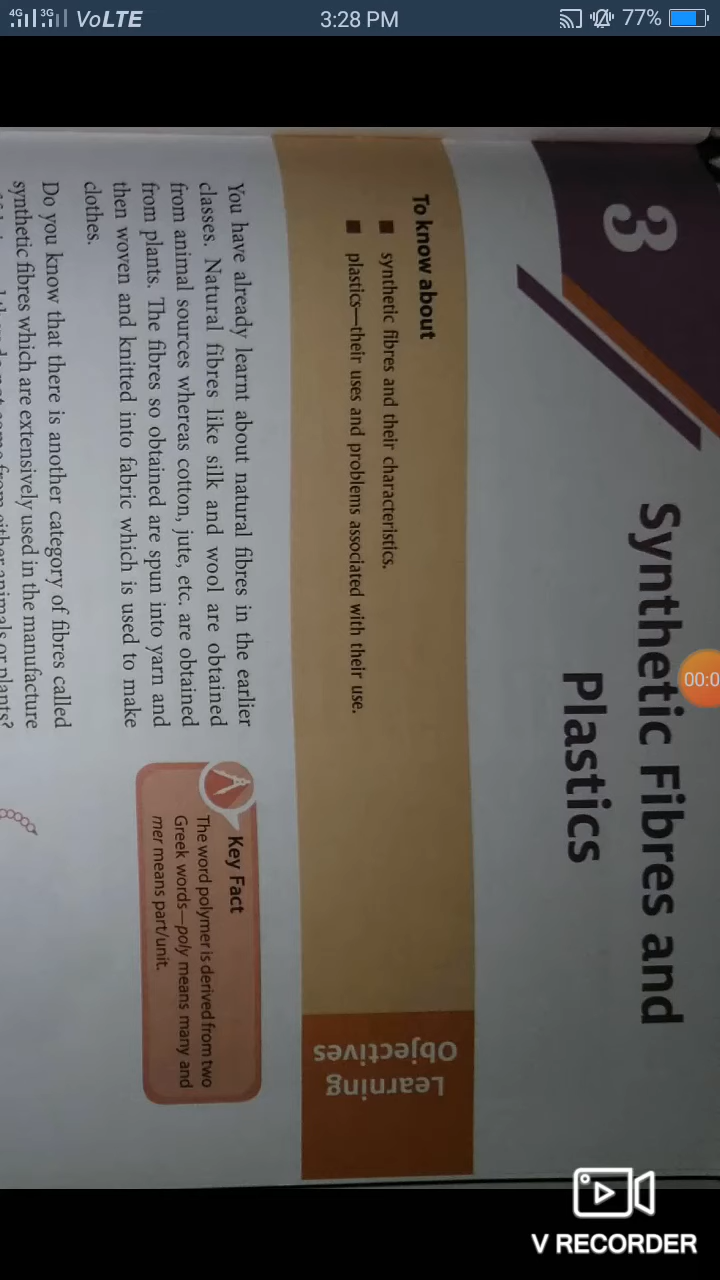 4G 3G VoLTE 3:28 PM 77%
3
Synthetic Fibres and
Plastics
Learning
Objectives
To know about
synthetic fibres and their characteristics.
plastics—their uses and problems associated with their use.
You have already learnt about natural fibres in the earlier
classes. Natural fibres like silk and wool are obtained
from animal sources whereas cotton, jute, etc. are obtained
from plants. The fibres so obtained are spun into yarn and
then woven and knitted into fabric which is used to make
clothes.
Do you know that there is another category of fibres called
synthetic fibres which are extensively used in the manufacture
from either animals or plants?
Key Fact
The word polymer is derived from two
Greek words—poly means many and
mer means part/unit.
00:0
V RECORDER